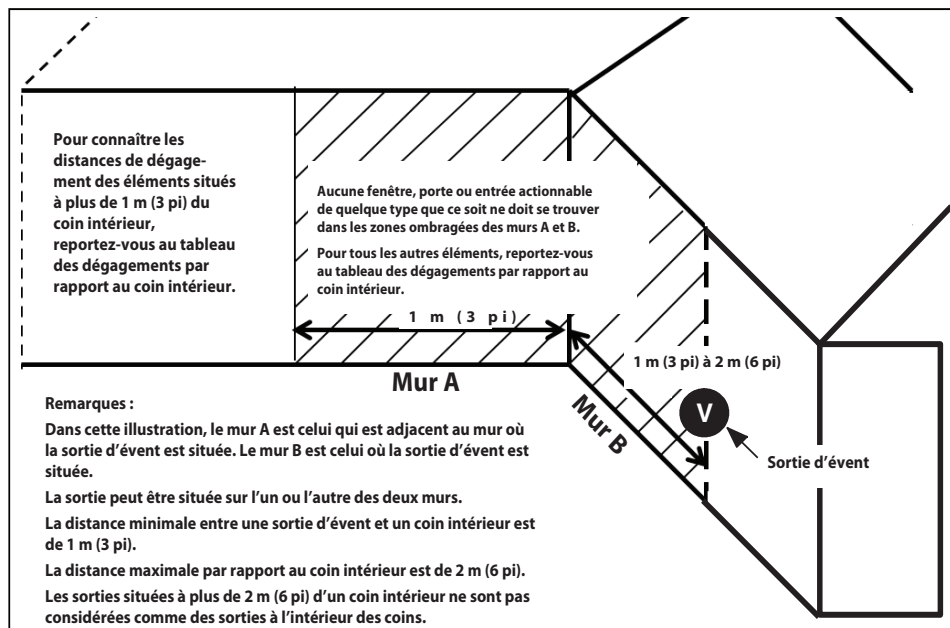 Pour connaître les
distances de dégage-
ment des éléments situés
à plus de 1 m (3 pi) du
coin intérieur,
reportez-vous au tableau
des dégagements par
rapport au coin intérieur.
Aucune fenêtre, porte ou entrée actionnable
de quelque type que ce soit ne doit se trouver
dans les zones ombragées des murs A et B.
Pour tous les autres éléments, reportez-vous
au tableau des dégagements par rapport au
coin intérieur.
1 m (3 pi)
1 m (3 pi) à 2 m (6 pi)
Mur A
Mur B
V
Sortie d’évent
Remarques :
Dans cette illustration, le mur A est celui qui est adjacent au mur où
la sortie d’évent est située. Le mur B est celui où la sortie d’évent est
située.
La sortie peut être située sur l’un ou l’autre des deux murs.
La distance minimale entre une sortie d’évent et un coin intérieur est
de 1 m (3 pi).
La distance maximale par rapport au coin intérieur est de 2 m (6 pi).
Les sorties situées à plus de 2 m (6 pi) d’un coin intérieur ne sont pas
considérées comme des sorties à l’intérieur des coins.